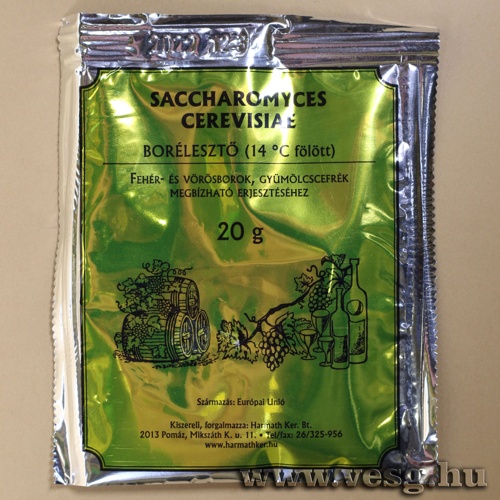 SACCHAROMYCES
CEREVISIAE
BORÉLESZTŐ (14 °C fölött)
FEHÉR- ÉS VÖRÖSBOROK, GYÜMÖLCSCEFRÉK
MEGBÍZHATÓ ERJESZTÉSÉHEZ
20 g
Származás: Európai Unió
Kiszereli, forgalmazza: Harmath Ker. Bt.
2013 Pomáz, Mikszáth K. u. 11. • Tel/fax: 26/325-956
www.harmathker.hu
www.vesg.hu